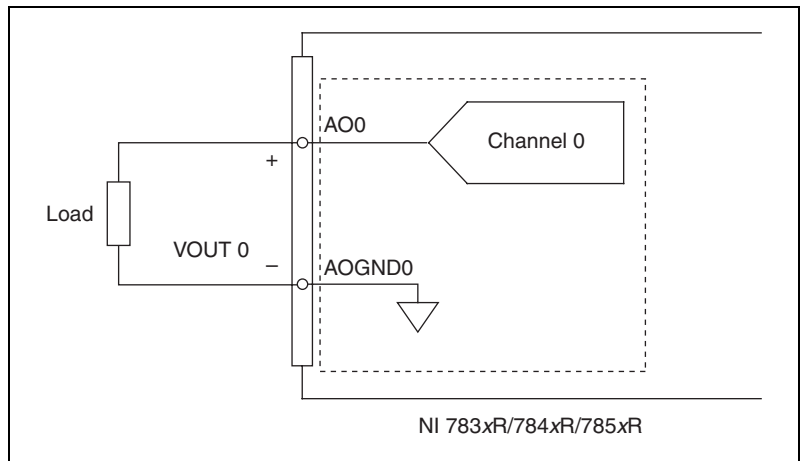 AO0
Channel 0
+
Load
VOUT 0
–
AOGND0
NI 783xR/784xR/785xR